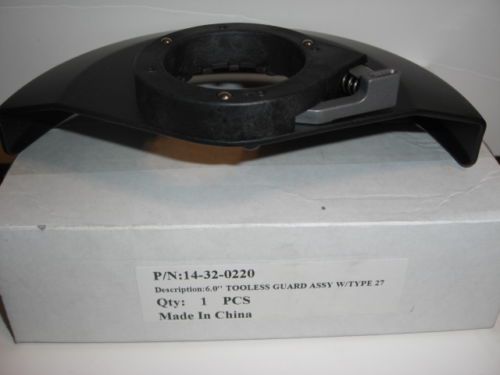 P/N:14-32-0220
Description:6.0" TOOLESS GUARD ASSY W/TYPE 27
Qty: 1 PCS
Made In China